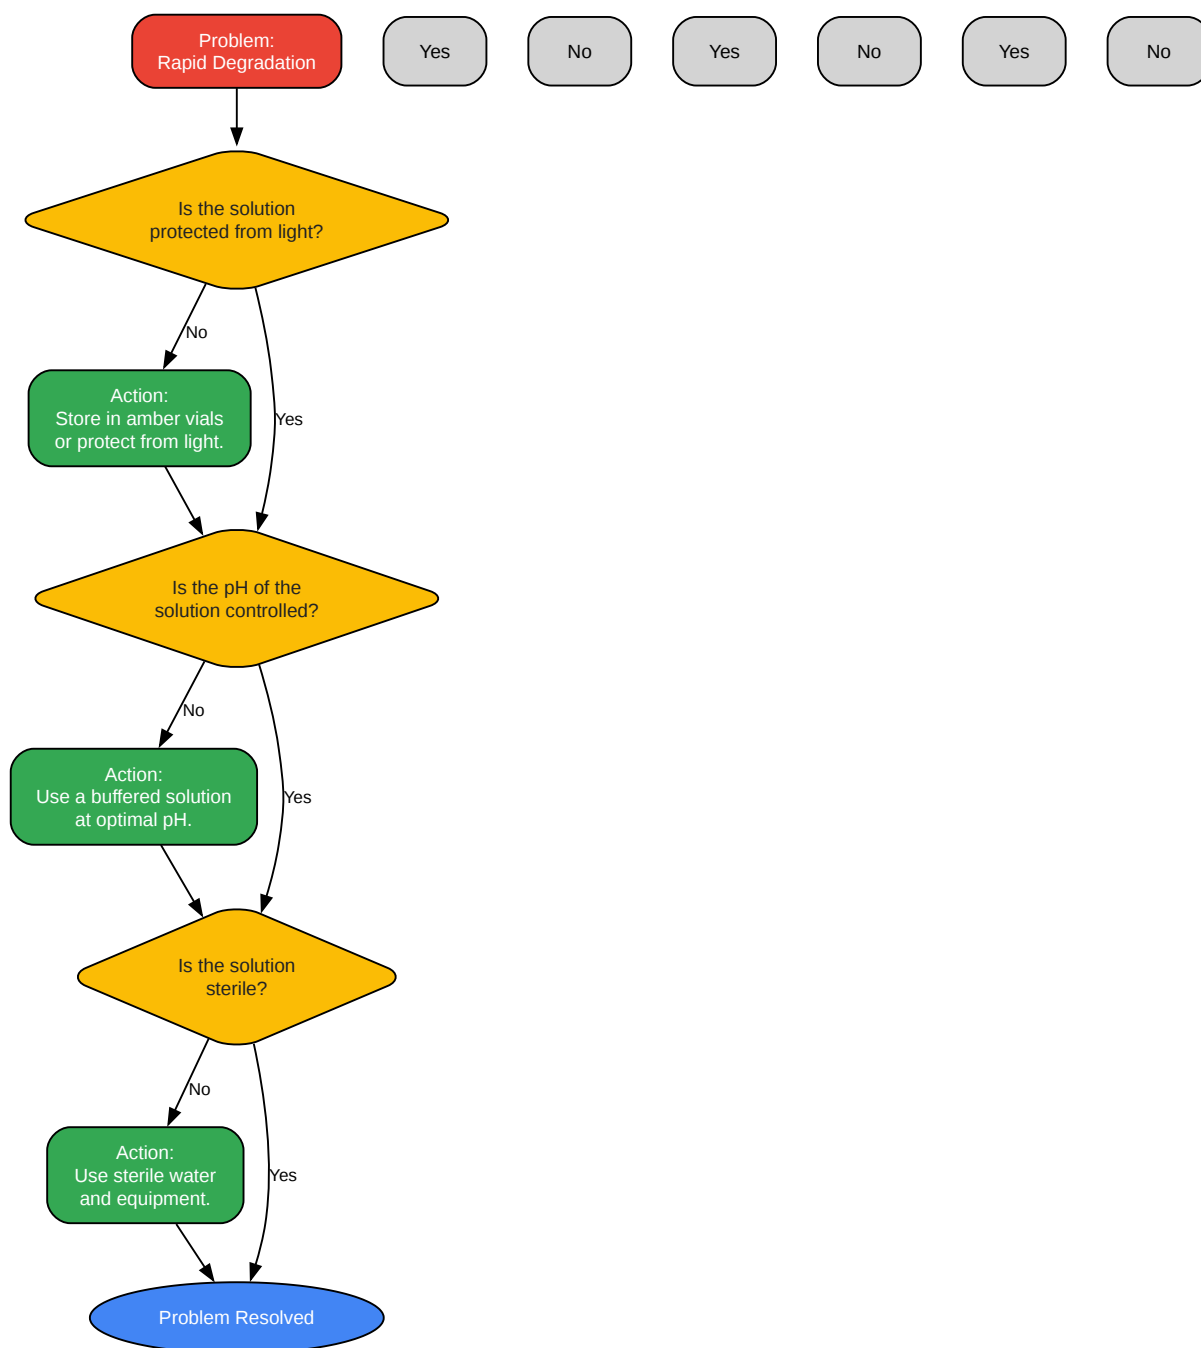 Problem:
Rapid Degradation
Yes
No
Yes
No
Yes
No
Is the solution
protected from light?
No
Action:
Store in amber vials
or protect from light.
Yes
Is the pH of the
solution controlled?
No
Action:
Use a buffered solution
at optimal pH.
Yes
Is the solution
sterile?
No
Action:
Use sterile water
and equipment.
Yes
Problem Resolved